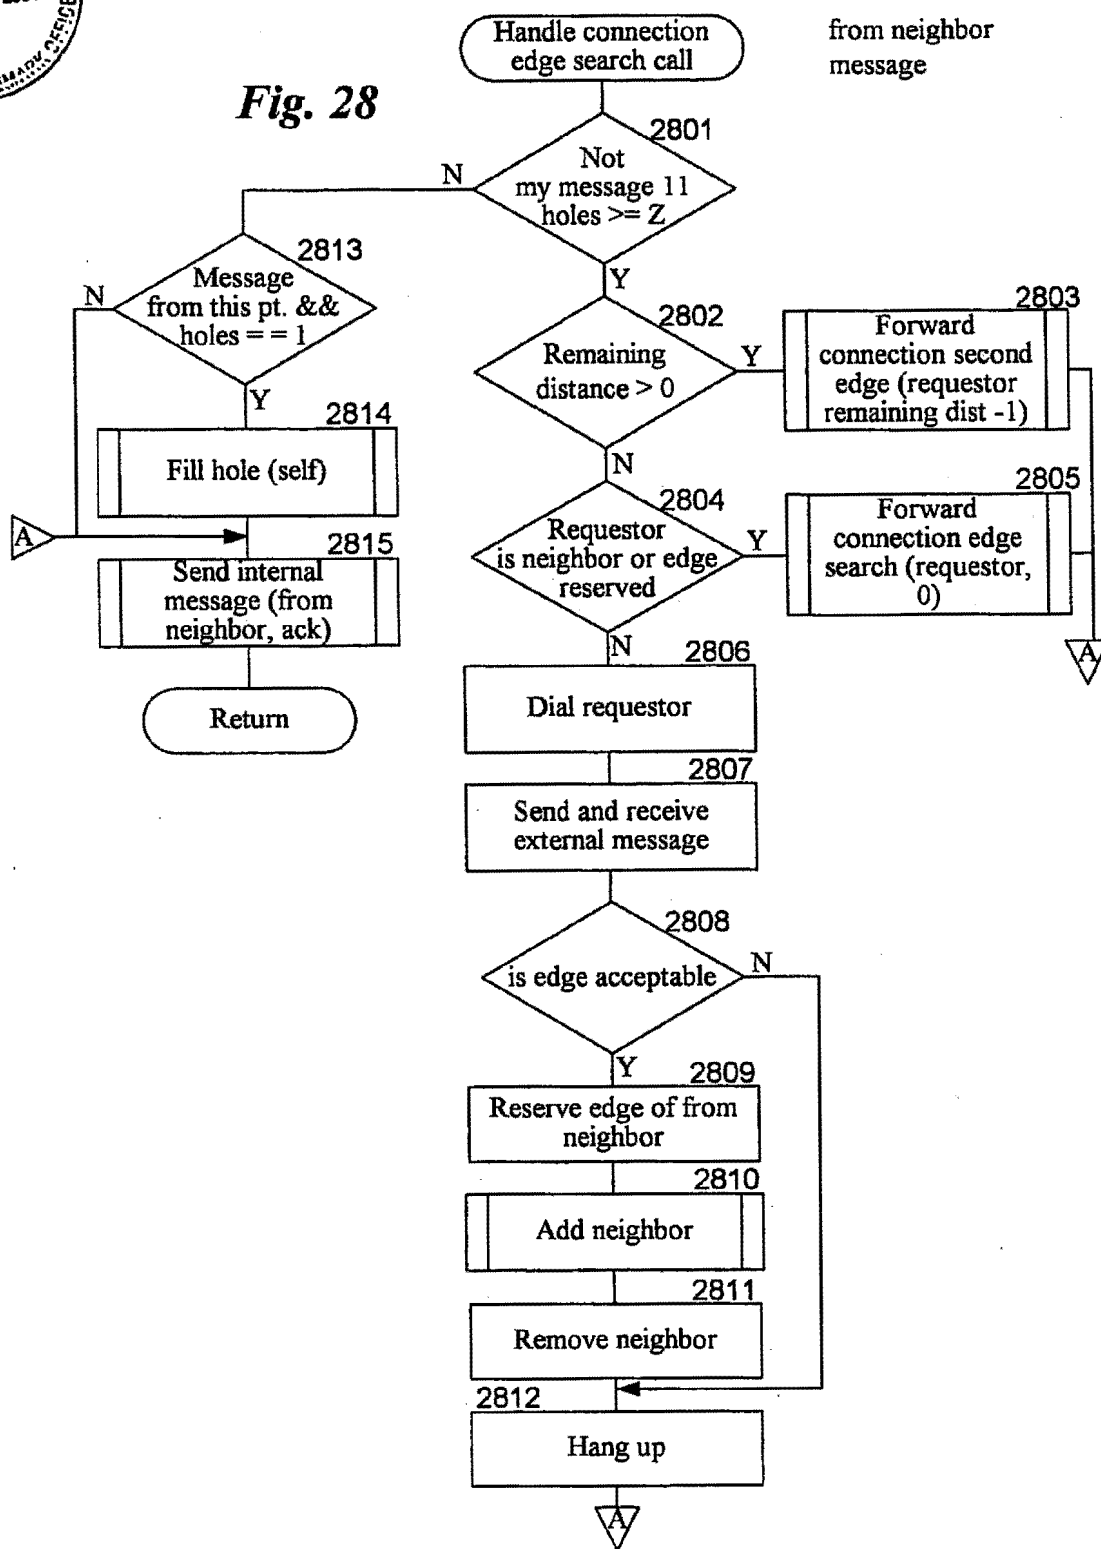 Handle connection
edge search call
from neighbor
message
Fig. 28
2801
Not
my message 11
holes >= Z
N
Y
2813
Message
from this pt. &&
holes = = 1
N
Y
2802
Remaining
distance > 0
Y
N
2803
Forward
connection second
edge (requestor
remaining dist -1)
2814
Fill hole (self)
2804
Requestor
is neighbor or edge
reserved
Y
N
2805
Forward
connection edge
search (requestor,
0)
A
2815
Send internal
message (from
neighbor, ack)
A
Return
2806
Dial requestor
2807
Send and receive
external message
2808
is edge acceptable
N
Y
2809
Reserve edge of from
neighbor
2810
Add neighbor
2811
Remove neighbor
2812
Hang up
A